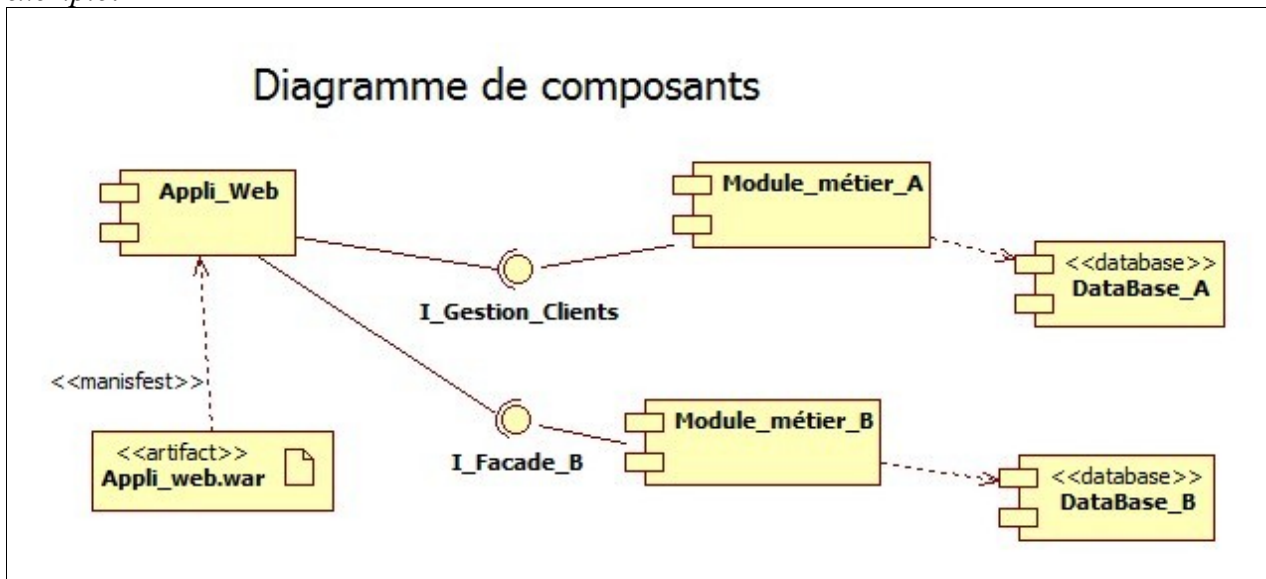 Diagramme de composants
Appli_Web
Module_métier_A
<<database>>
DataBase_A
I_Gestion_Clients
<<manisfest>>
Module_métier_B
<<artifact>>
Appli_web.war
I_Facade_B
<<database>>
DataBase_B